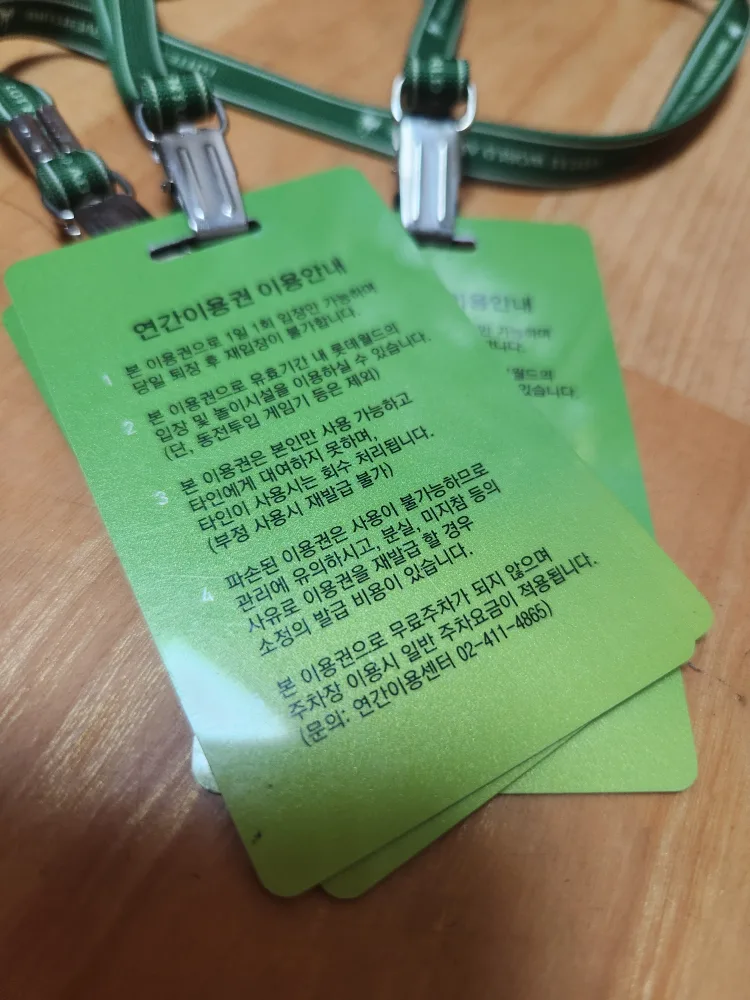 연간이용권 이용안내
1 본 이용권으로 1일 1회 입장만 가능하며
당일 퇴장 후 재입장이 불가합니다.
2 본 이용권으로 유효기간 내 롯데월드의
입장 및 놀이시설을 이용하실 수 있습니다.
(단, 동전투입 게임기 등은 제외)
3 본 이용권은 본인만 사용 가능하고
타인에게 대여하지 못하며,
타인이 사용시는 회수 처리됩니다.
(부정 사용시 재발급 불가)
4 파손된 이용권은 사용이 불가능하므로
관리에 유의하시고, 분실, 미지참 등의
사유로 이용권을 재발급 할 경우
소정의 발급 비용이 있습니다.
본 이용권으로 무료주차가 되지 않으며
주차장 이용시 일반 주차요금이 적용됩니다.
(문의: 연간이용센터 02-411-4865)
이용안내
가능하며
월드의
있습니다.
WORLD